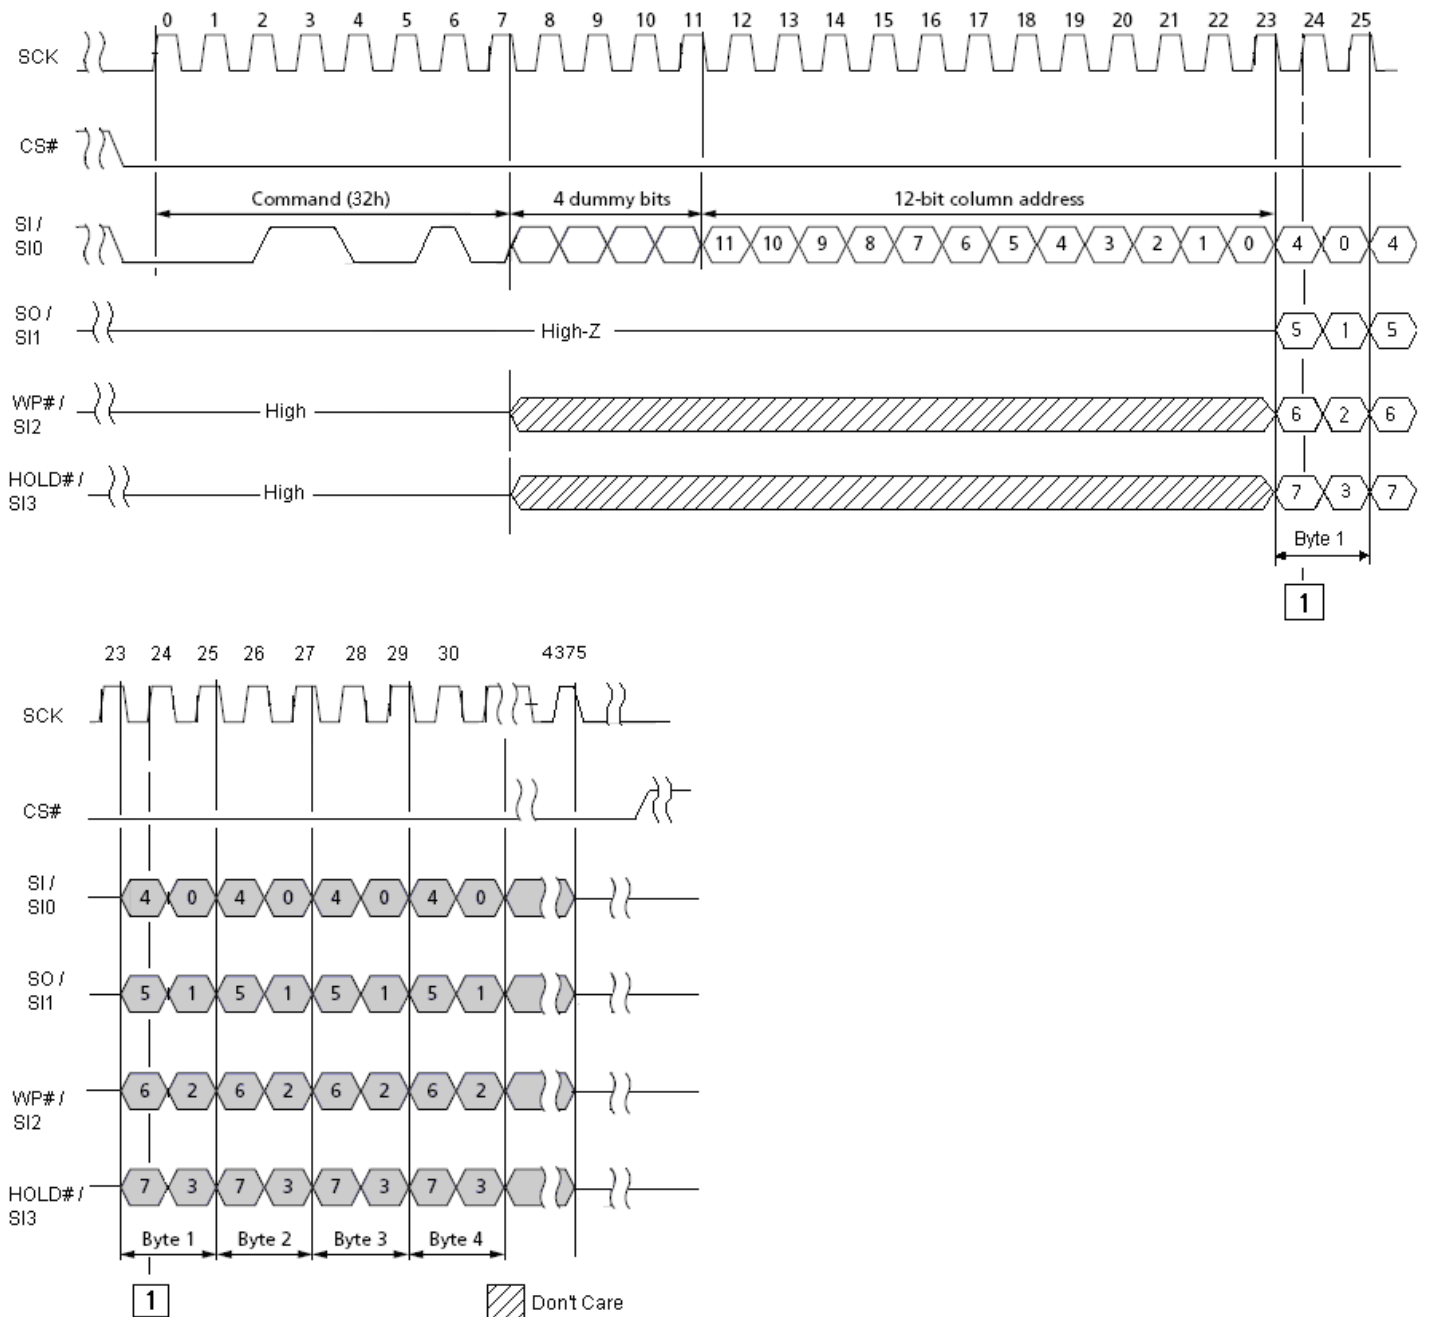 0 1 2 3 4 5 6 7 8 9 10 11 12 13 14 15 16 17 18 19 20 21 22 23 24 25
SCK
CS#
Command (32h) 4 dummy bits 12-bit column address
SI /
SI0
11 10 9 8 7 6 5 4 3 2 1 0 4 0 4
SO /
SI1
High-Z 5 1 5
WP# /
SI2
High 6 2 6
HOLD# /
SI3
High 7 3 7
Byte 1
1
23 24 25 26 27 28 29 30 4375
SCK
CS#
SI /
SI0
4 0 4 0 4 0 4 0
SO /
SI1
5 1 5 1 5 1 5 1
WP# /
SI2
6 2 6 2 6 2 6 2
HOLD# /
SI3
7 3 7 3 7 3 7 3
Byte 1 Byte 2 Byte 3 Byte 4
1
Don't Care